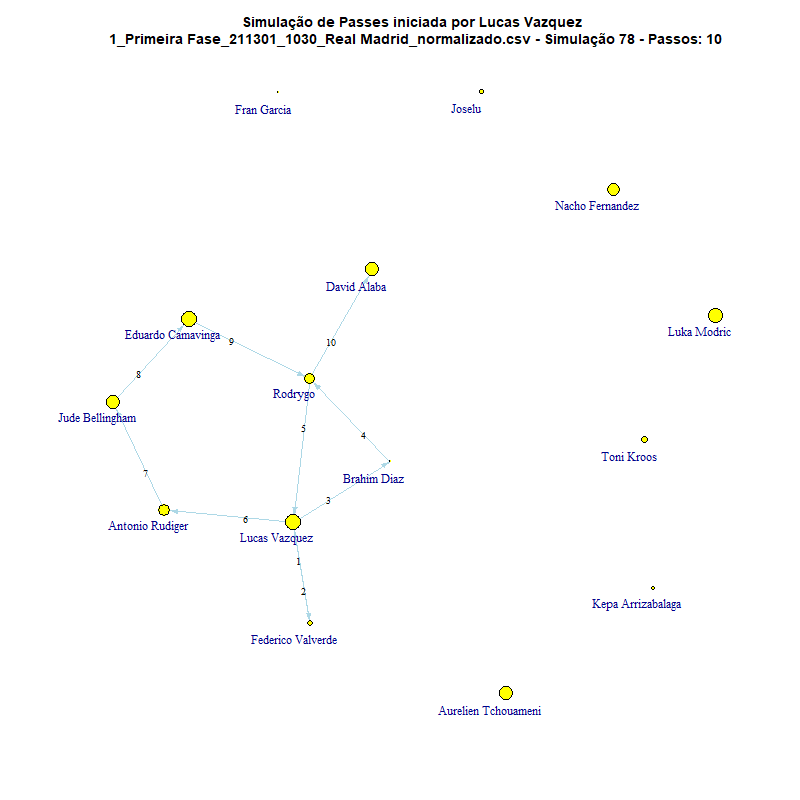 Simulação de Passes iniciada por Lucas Vazquez
1_Primeira Fase_211301_1030_Real Madrid_normalizado.csv - Simulação 78 - Passos: 10
Fran Garcia
Joselu
Nacho Fernandez
David Alaba
Eduardo Camavinga
Luka Modric
9
10
8
Rodrygo
Jude Bellingham
5
4
Toni Kroos
7
Brahim Diaz
3
6
Antonio Rudiger
Lucas Vazquez
1
2
Kepa Arrizabalaga
Federico Valverde
Aurelien Tchouameni